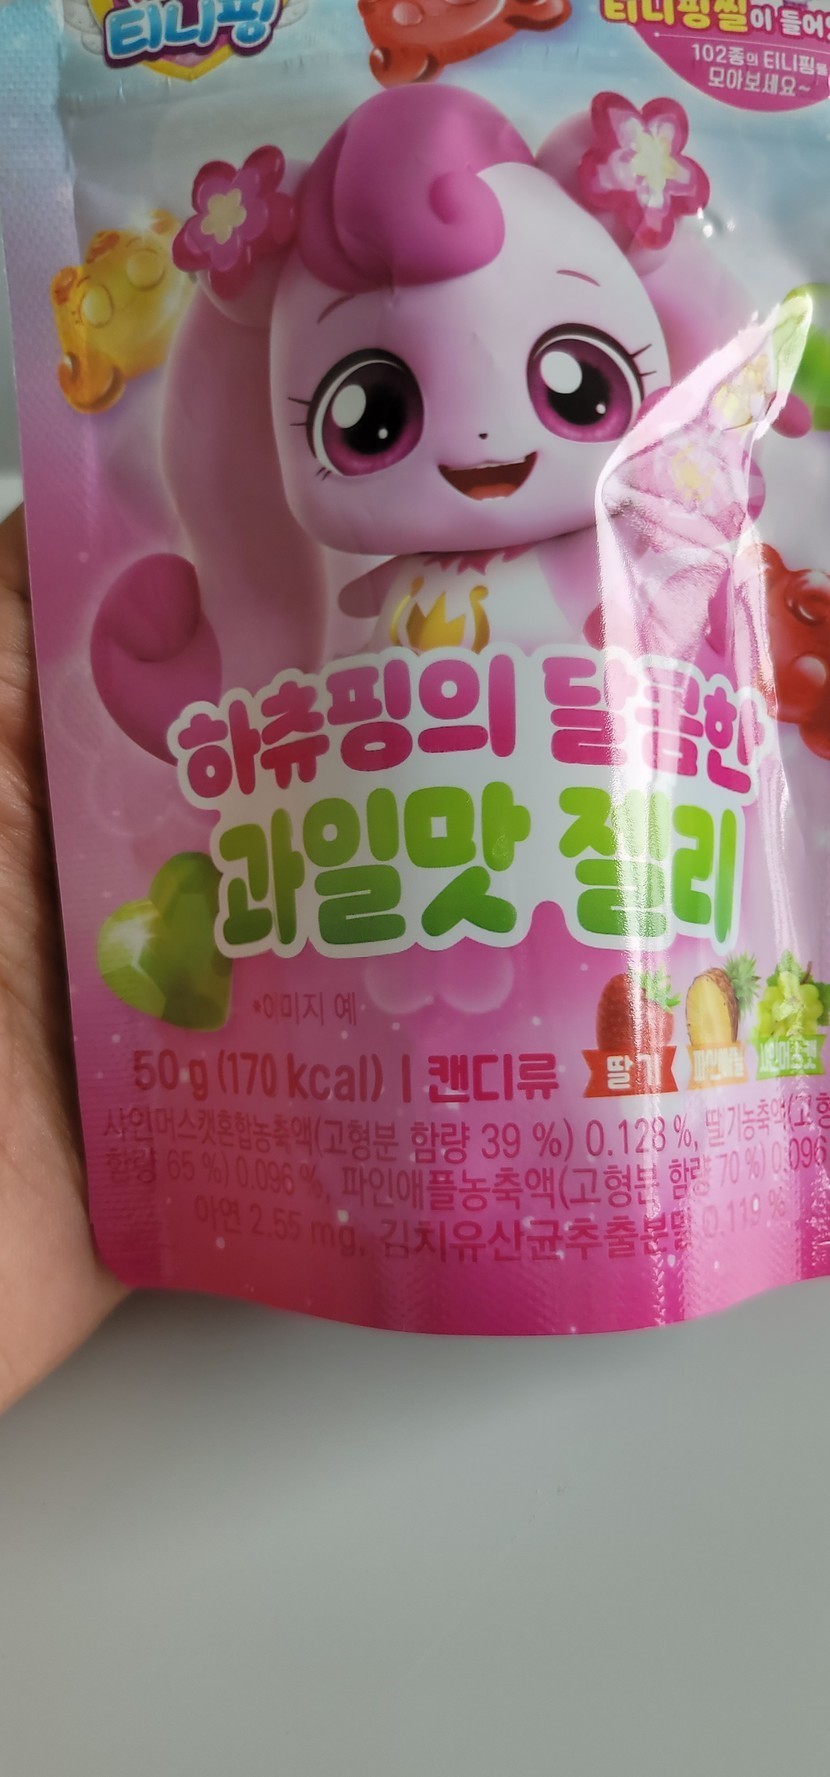 티니핑
티니핑씰이 들어
102종의 티니핑을
모아보세요~
하츄핑의 달콤한
과일맛 젤리
*이미지 예
50 g (170 kcal) | 캔디류
딸기
파인애플
샤인머스캣
샤인머스캣혼합농축액(고형분 함량 39 %) 0.128 %, 딸기농축액(고형
함량 65 %) 0.096 %, 파인애플농축액(고형분 함량 70 %) 0.096
아연 2.55 mg, 김치유산균추출분말 0.119 %